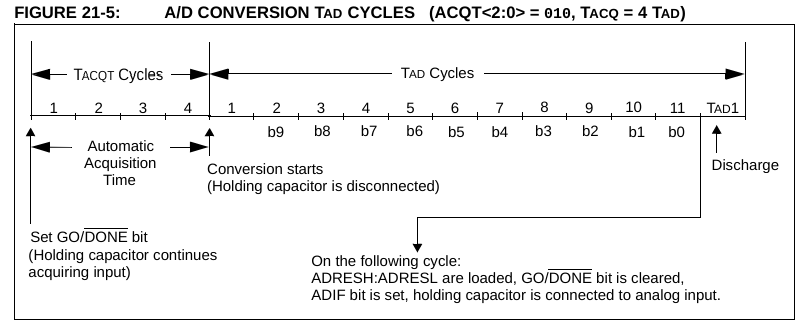 FIGURE 21-5: A/D CONVERSION TAD CYCLES (ACQT<2:0> = 010, TACQ = 4 TAD)
TACQT Cycles TAD Cycles
1 2 3 4 1 2 3 4 5 6 7 8 9 10 11 TAD1
b9 b8 b7 b6 b5 b4 b3 b2 b1 b0
Automatic
Acquisition
Time
Conversion starts
(Holding capacitor is disconnected)
Discharge
Set GO/DONE bit
(Holding capacitor continues
acquiring input)
On the following cycle:
ADRESH:ADRESL are loaded, GO/DONE bit is cleared,
ADIF bit is set, holding capacitor is connected to analog input.